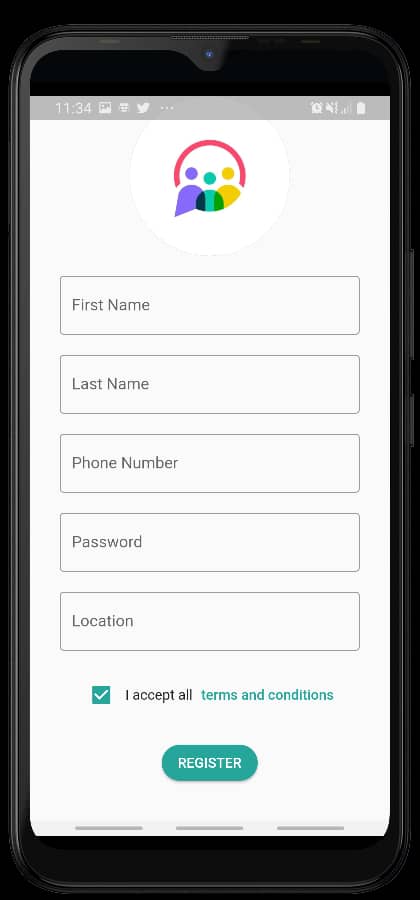 11:34
First Name
Last Name
Phone Number
Password
Location
I accept all terms and conditions
REGISTER